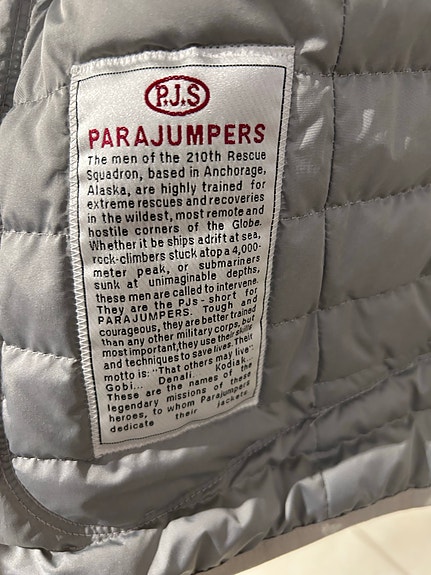 P.J.S
PARAJUMPERS
The men of the 210th Rescue
Squadron, based in Anchorage,
Alaska, are highly trained for
extreme rescues and recoveries
in the wildest, most remote and
hostile corners of the Globe.
Whether it be ships adrift at sea,
rock-climbers stuck atop a 4,000-
meter peak, or submariners
sunk at unimaginable depths,
these men are called to intervene.
They are the PJs - short for
PARAJUMPERS. Tough and
courageous, they are better trained
than any other military corps, but
most important, they use their skills
and techniques to save lives. Their
motto is: "That others may live"
Gobi... Denali. Kodiak...
These are the names of the
legendary missions of these
heroes, to whom Parajumpers
dedicate their jackets.